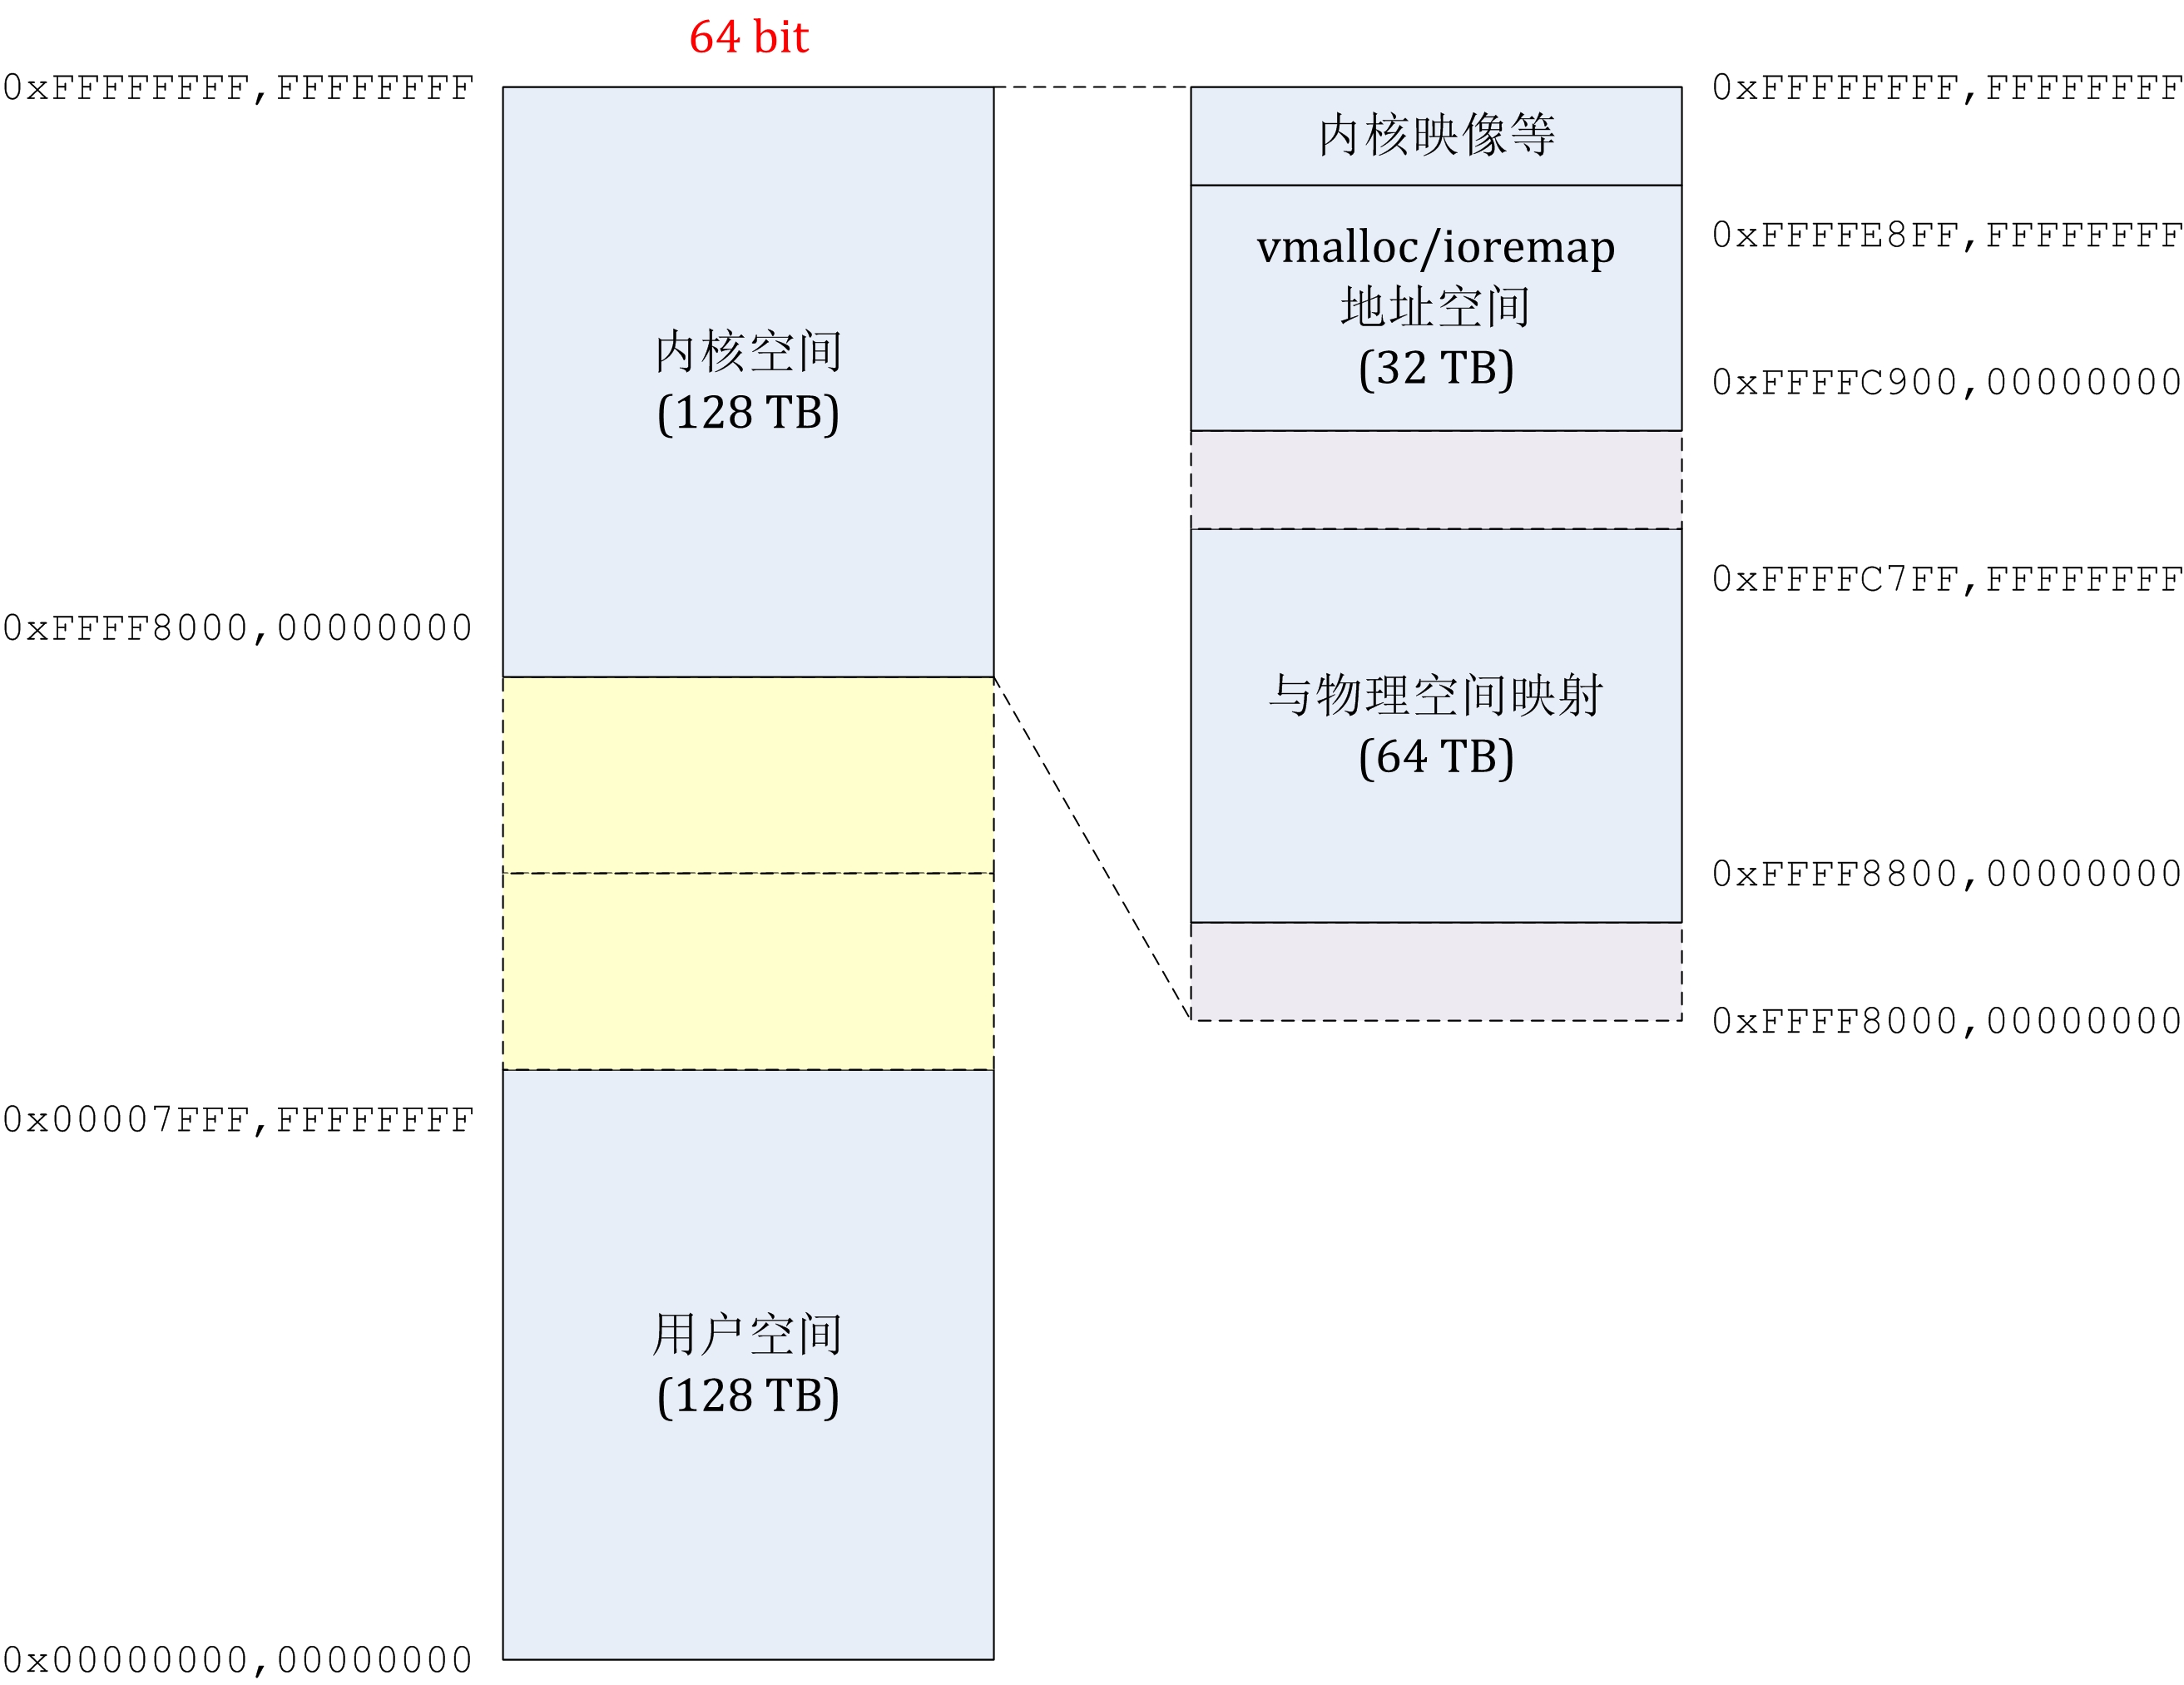 64 bit
0xFFFFFFFF,FFFFFFFF
0xFFFFFFFF,FFFFFFFF
内核映像等
vmalloc/ioremap
地址空间
(32 TB)
0xFFFFE8FF,FFFFFFFF
内核空间
(128 TB)
0xFFFFC900,00000000
0xFFFFC7FF,FFFFFFFF
0xFFFF8000,00000000
与物理空间映射
(64 TB)
0xFFFF8800,00000000
0xFFFF8000,00000000
0x00007FFF,FFFFFFFF
用户空间
(128 TB)
0x00000000,00000000